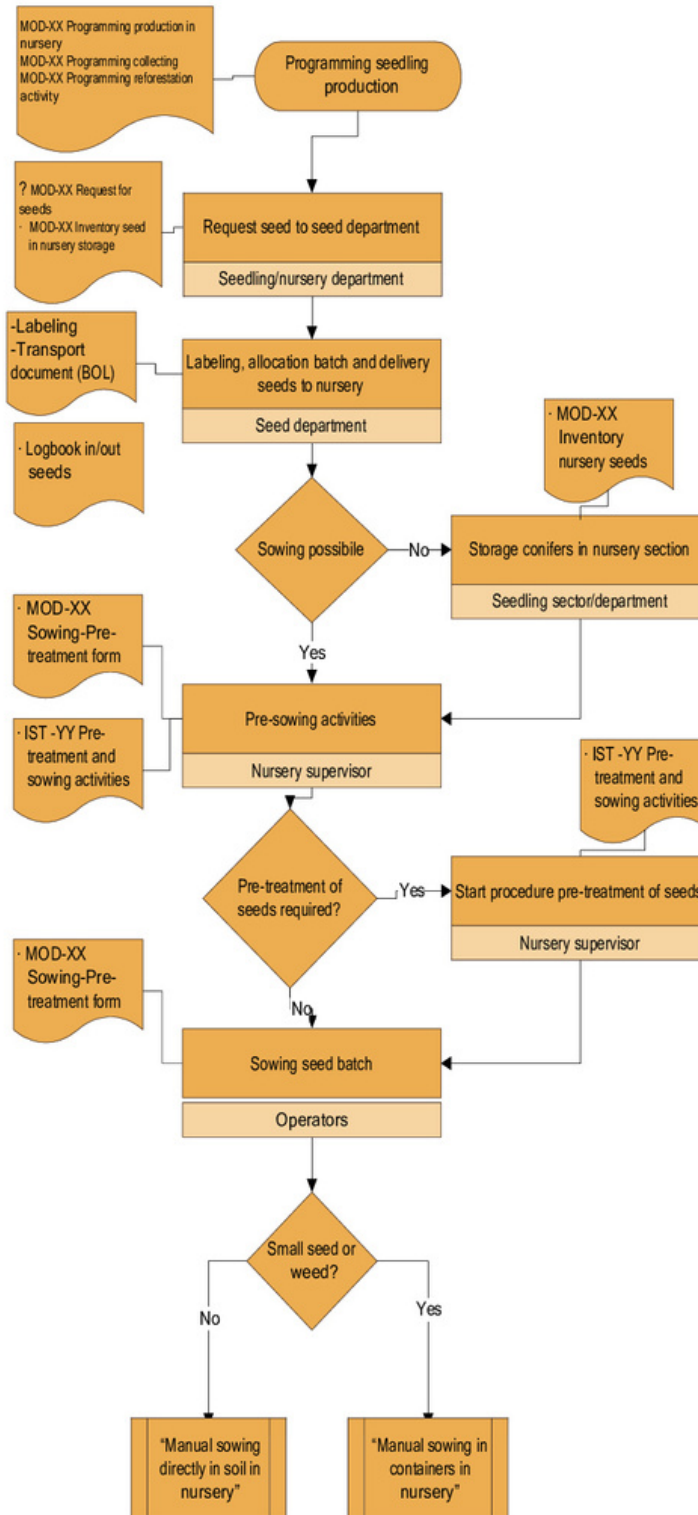 MOD-XX Programming production in
nursery
MOD-XX Programming collecting
MOD-XX Programming reforestation
activity
Programming seedling
production
? MOD-XX Request for
seeds
· MOD-XX Inventory seed
in nursery storage
Request seed to seed department
Seedling/nursery department
-Labeling
-Transport
document (BOL)
Labeling, allocation batch and delivery
seeds to nursery
Seed department
· Logbook in/out
seeds
· MOD-XX
Inventory
nursery seeds
Sowing possibile
No
Storage conifers in nursery section
Seedling sector/department
Yes
· MOD-XX
Sowing-Pre-
treatment form
Pre-sowing activities
Nursery supervisor
· IST -YY Pre-
treatment and
sowing activities
· IST -YY Pre-
treatment and
sowing activities
Pre-treatment of
seeds required?
Yes
Start procedure pre-treatment of seeds
Nursery supervisor
No
· MOD-XX
Sowing-Pre-
treatment form
Sowing seed batch
Operators
Small seed or
weed?
No
Yes
“Manual sowing
directly in soil in
nursery”
“Manual sowing in
containers in
nursery”